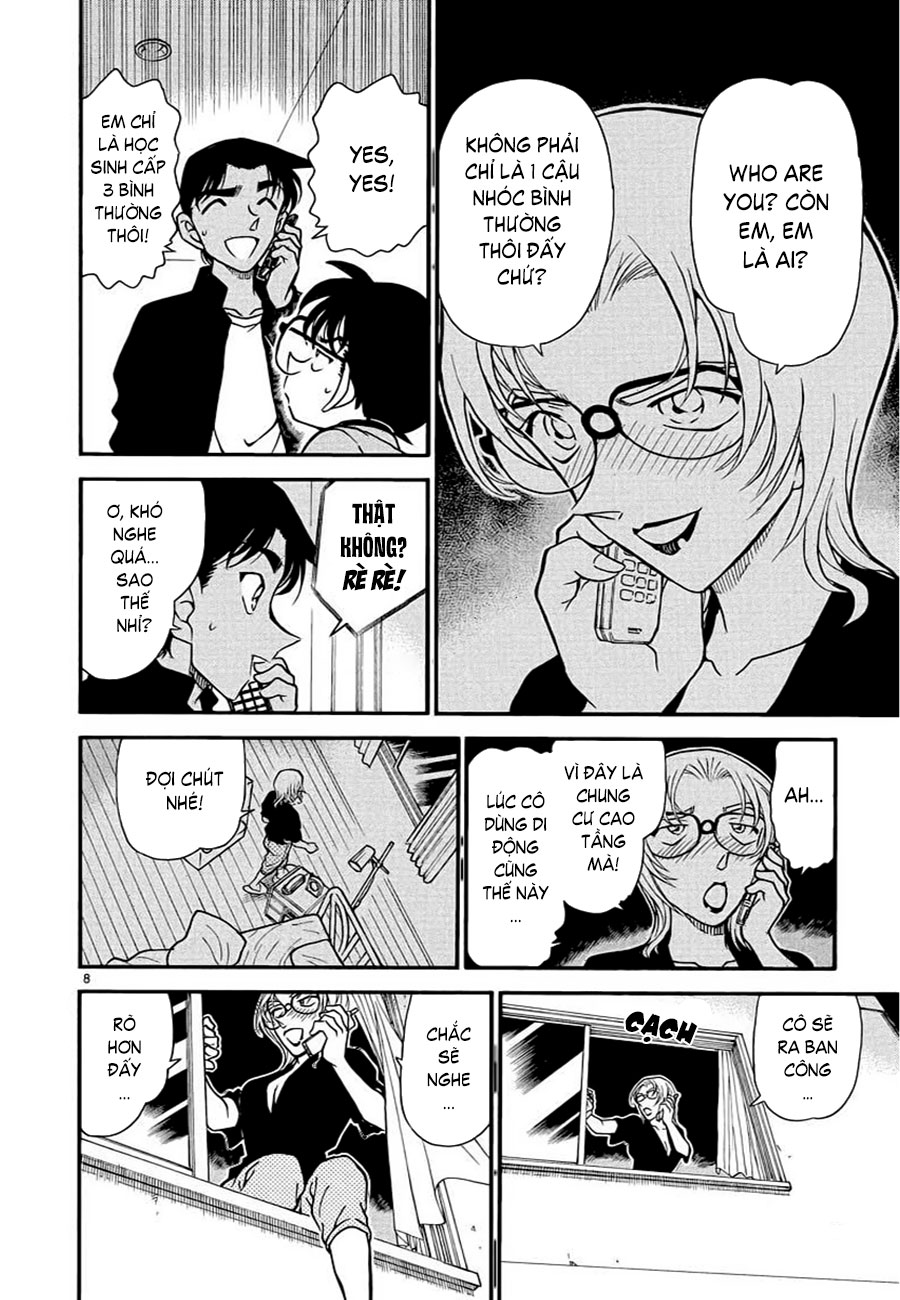 WHO ARE
YOU? CÒN
EM, EM
LÀ AI?
KHÔNG PHẢI
CHỈ LÀ 1 CẬU
NHÓC BÌNH
THƯỜNG
THÔI ĐẤY
CHỨ?
YES,
YES!
EM CHỈ
LÀ HỌC
SINH CẤP
3 BÌNH
THƯỜNG
THÔI!
THẬT
KHÔNG?
RÈ RÈ!
Ơ, KHÓ
NGHE
QUÁ...
SAO
THẾ
NHỈ?
AH...
VÌ ĐÂY LÀ
CHUNG
CƯ CAO
TẦNG
MÀ!
LÚC CÔ
DÙNG DI
ĐỘNG
CŨNG
THẾ NÀY
...
ĐỢI CHÚT
NHÉ!
8
CÔ SẼ
RA BAN
CÔNG
...
CẠCH
CHẮC
SẼ
NGHE
...
RÕ
HƠN
ĐẤY
...